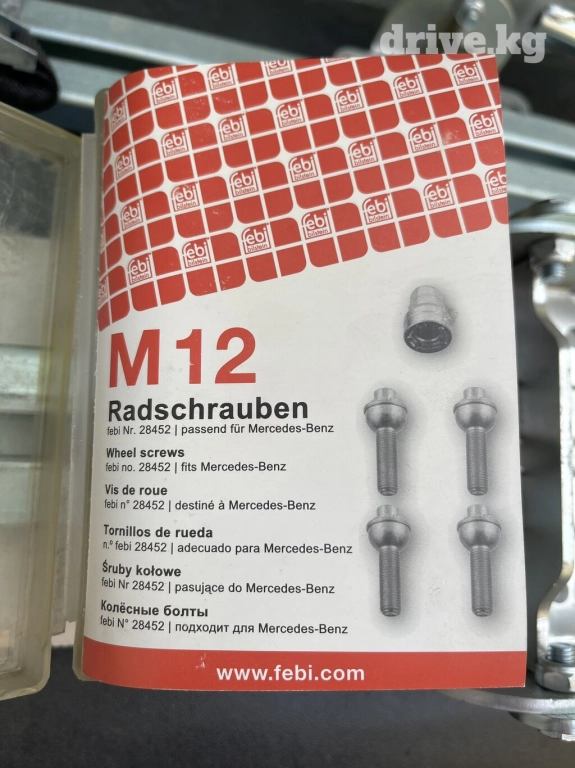 drive.kg
febi
bilstein
M 12
Radschrauben
febi Nr. 28452 | passend für Mercedes-Benz
Wheel screws
febi no. 28452 | fits Mercedes-Benz
Vis de roue
febi n° 28452 | destiné à Mercedes-Benz
Tornillos de rueda
n.º febi 28452 | adecuado para Mercedes-Benz
Śruby kołowe
febi Nr 28452 | pasujące do Mercedes-Benz
Колёсные болты
febi N° 28452 | подходит для Mercedes-Benz
www.febi.com